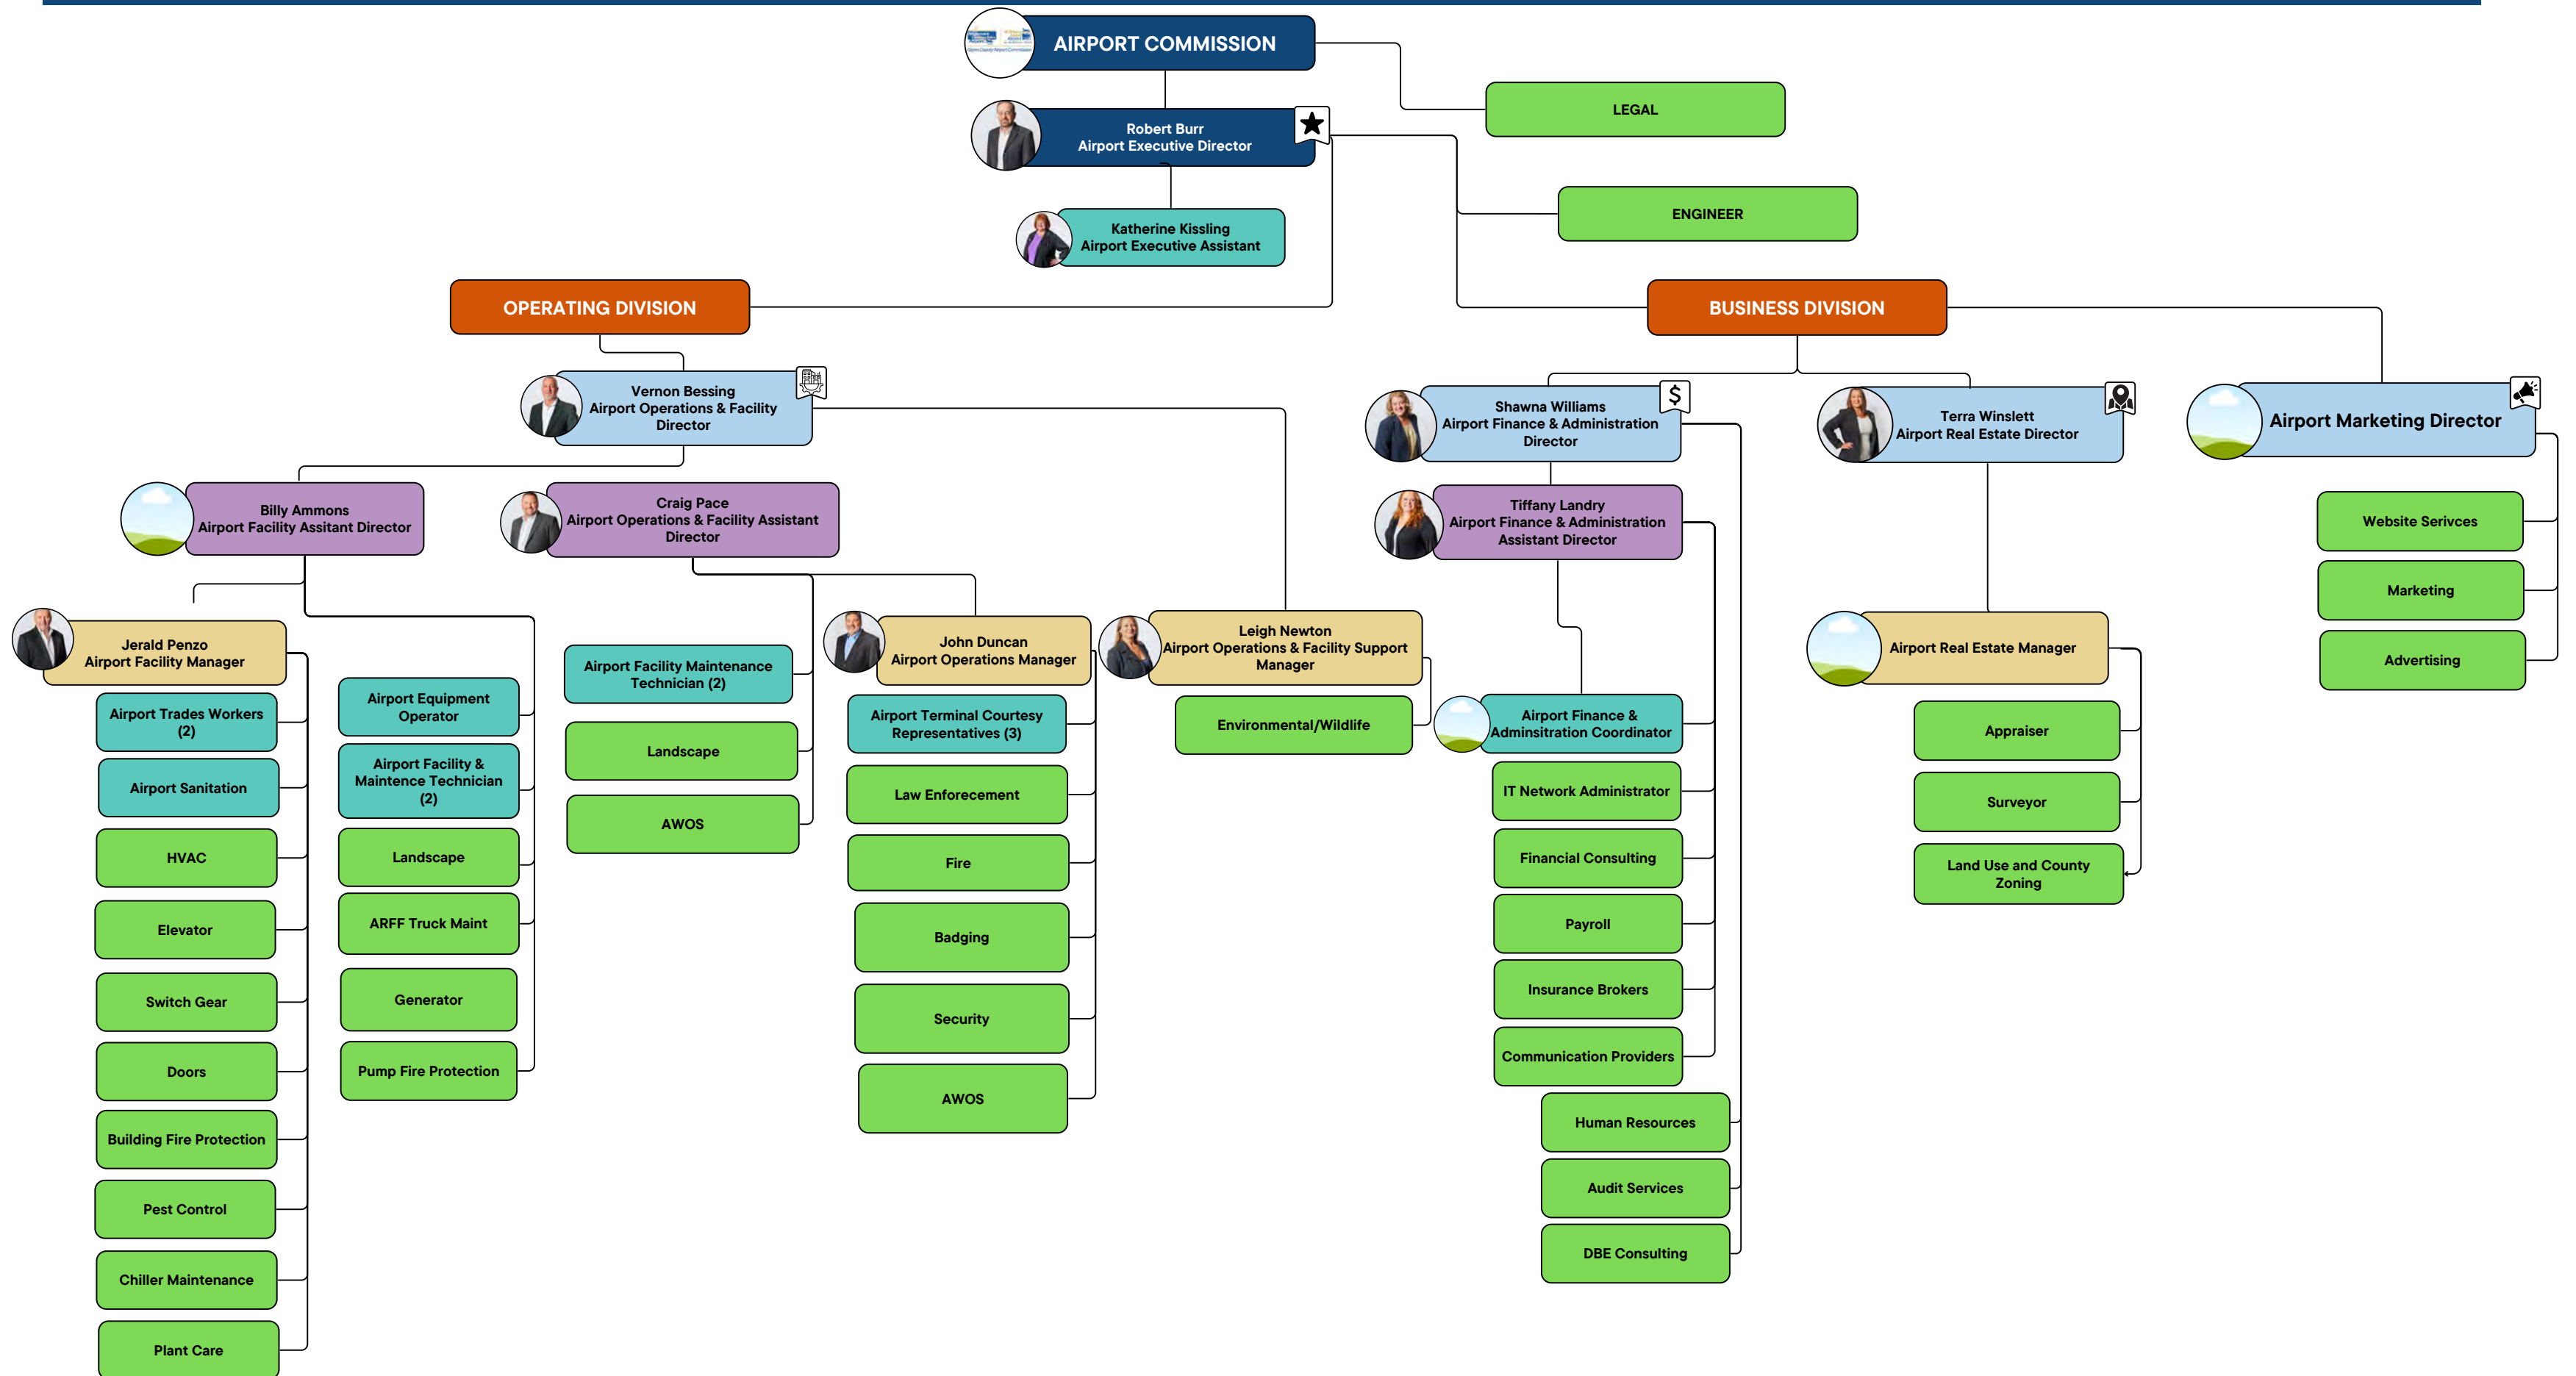 AIRPORT COMMISSION
LEGAL
Robert Burr
Airport Executive Director
ENGINEER
Katherine Kissling
Airport Executive Assistant
OPERATING DIVISION
BUSINESS DIVISION
Vernon Bessing
Airport Operations & Facility
Director
Shawna Williams
Airport Finance & Administration
Director
Terra Winslett
Airport Real Estate Director
Airport Marketing Director
Billy Ammons
Airport Facility Assitant Director
Craig Pace
Airport Operations & Facility Assistant
Director
Tiffany Landry
Airport Finance & Administration
Assistant Director
Website Serivces
Marketing
Advertising
Jerald Penzo
Airport Facility Manager
Airport Trades Workers
(2)
Airport Sanitation
HVAC
Elevator
Switch Gear
Doors
Building Fire Protection
Pest Control
Chiller Maintenance
Plant Care
Airport Equipment
Operator
Airport Facility &
Maintence Technician
(2)
Landscape
ARFF Truck Maint
Generator
Pump Fire Protection
Airport Facility Maintenance
Technician (2)
Landscape
AWOS
John Duncan
Airport Operations Manager
Airport Terminal Courtesy
Representatives (3)
Law Enforecement
Fire
Badging
Security
AWOS
Leigh Newton
Airport Operations & Facility Support
Manager
Environmental/Wildlife
Airport Finance &
Adminsitration Coordinator
IT Network Administrator
Financial Consulting
Payroll
Insurance Brokers
Communication Providers
Human Resources
Audit Services
DBE Consulting
Airport Real Estate Manager
Appraiser
Surveyor
Land Use and County
Zoning